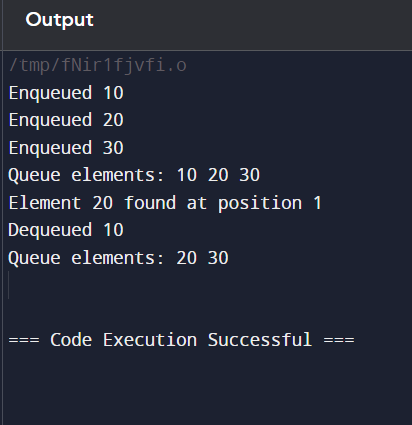 Output
/tmp/fNir1fjvfi.o
Enqueued 10
Enqueued 20
Enqueued 30
Queue elements: 10 20 30
Element 20 found at position 1
Dequeued 10
Queue elements: 20 30
=== Code Execution Successful ===